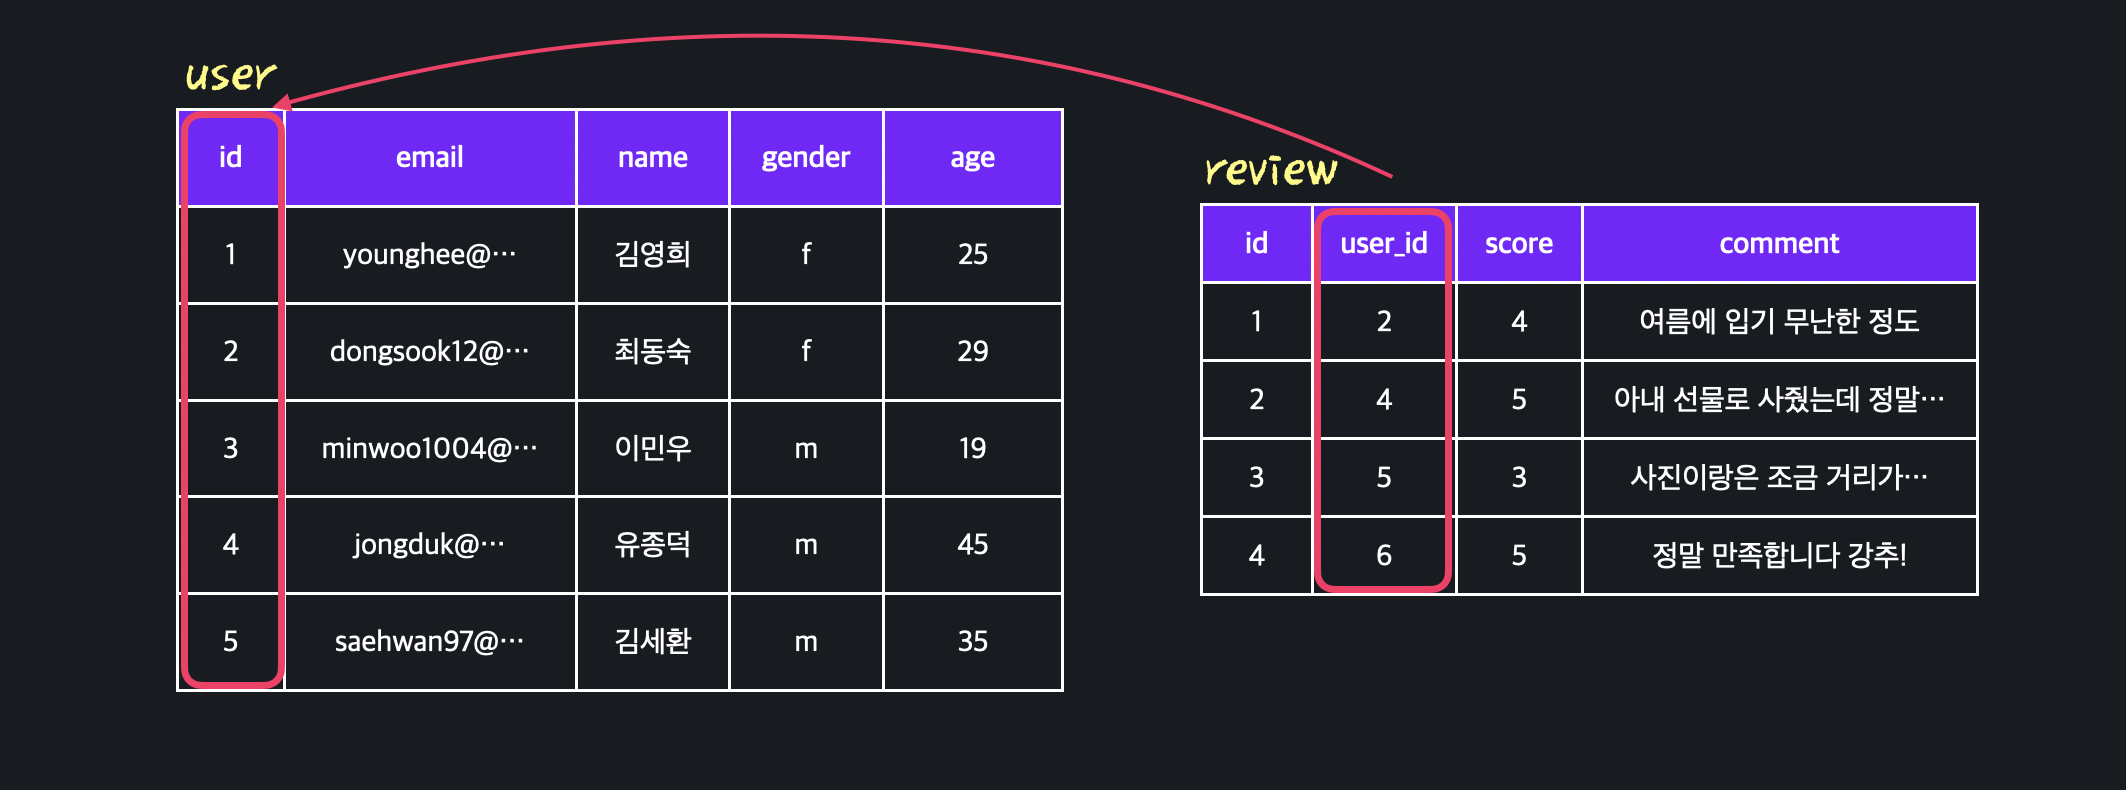 user
id email name gender age
1 younghee@… 김영희 f 25
2 dongsook12@… 최동숙 f 29
3 minwoo1004@… 이민우 m 19
4 jongduk@… 유종덕 m 45
5 saehwan97@… 김세환 m 35
review
id user_id score comment
1 2 4 여름에 입기 무난한 정도
2 4 5 아내 선물로 사줬는데 정말…
3 5 3 사진이랑은 조금 거리가…
4 6 5 정말 만족합니다 강추!